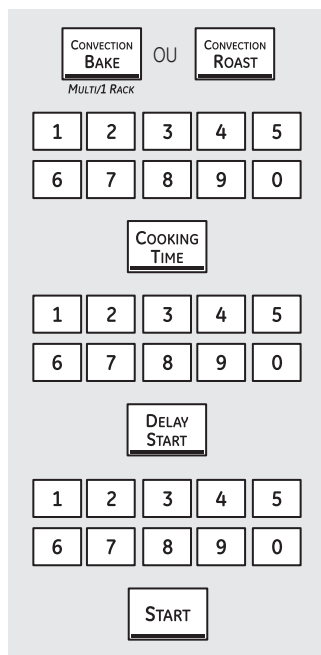 CONVECTION BAKE OU CONVECTION ROAST
MULTI/1 RACK
1 2 3 4 5
6 7 8 9 0
COOKING TIME
1 2 3 4 5
6 7 8 9 0
DELAY START
1 2 3 4 5
6 7 8 9 0
START